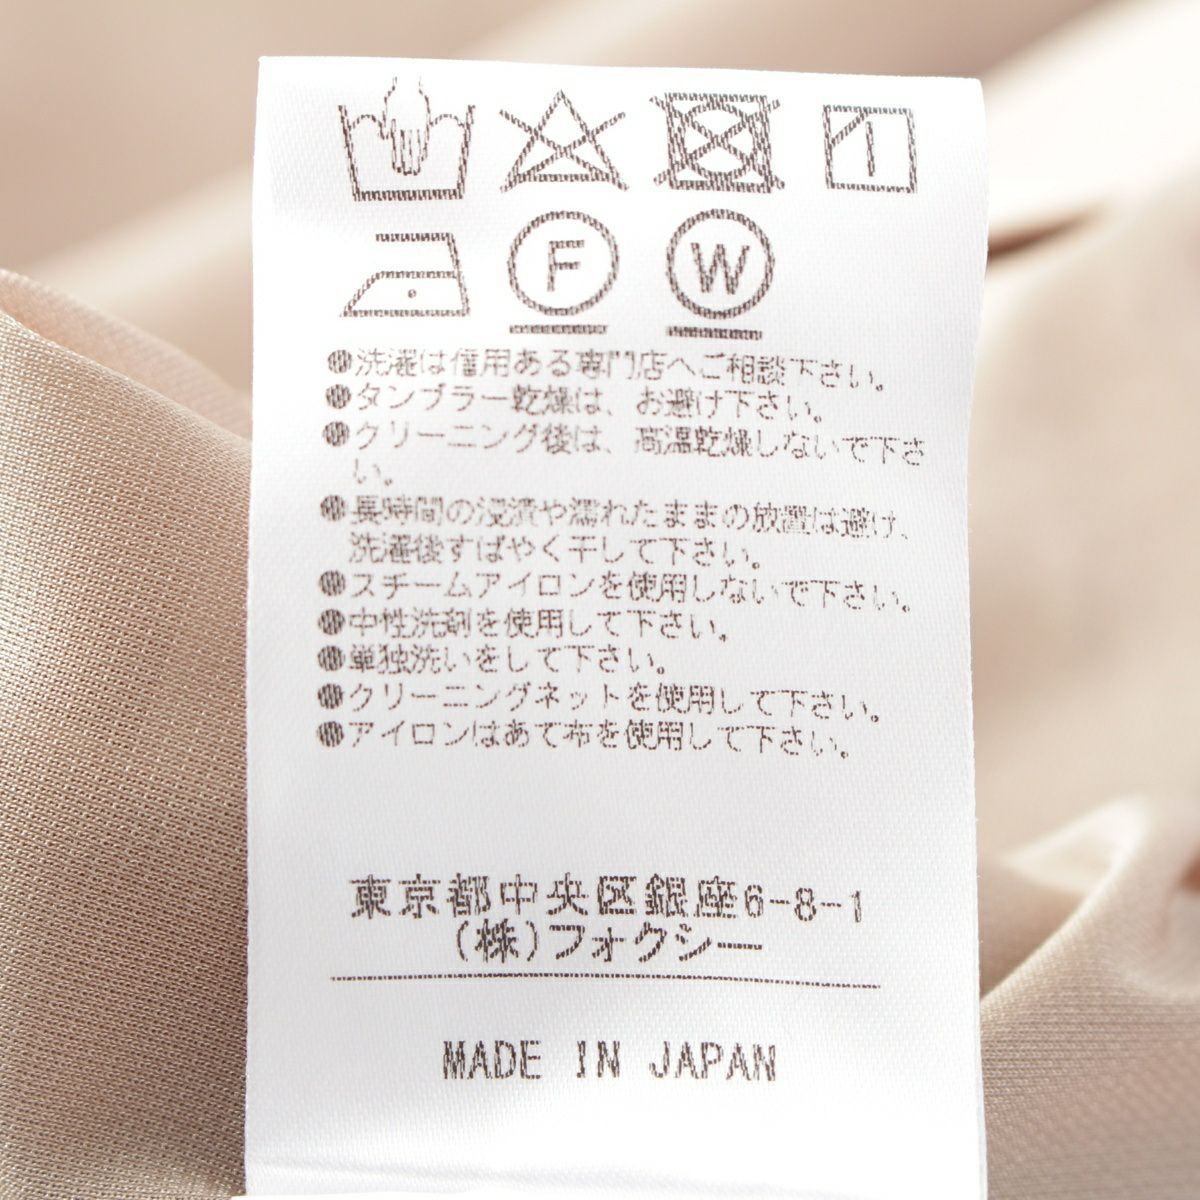 F W
●洗濯は信用ある専門店へご相談下さい。
●タンブラー乾燥は、お避け下さい。
●クリーニング後は、高温乾燥しないで下さ
い。
●長時間の浸漬や濡れたままの放置は避け、
洗濯後すばやく干して下さい。
●スチームアイロンを使用しないで下さい。
●中性洗剤を使用して下さい。
●単独洗いをして下さい。
●クリーニングネットを使用して下さい。
●アイロンはあて布を使用して下さい。
東京都中央区銀座6-8-1
(株)フォクシー
MADE IN JAPAN